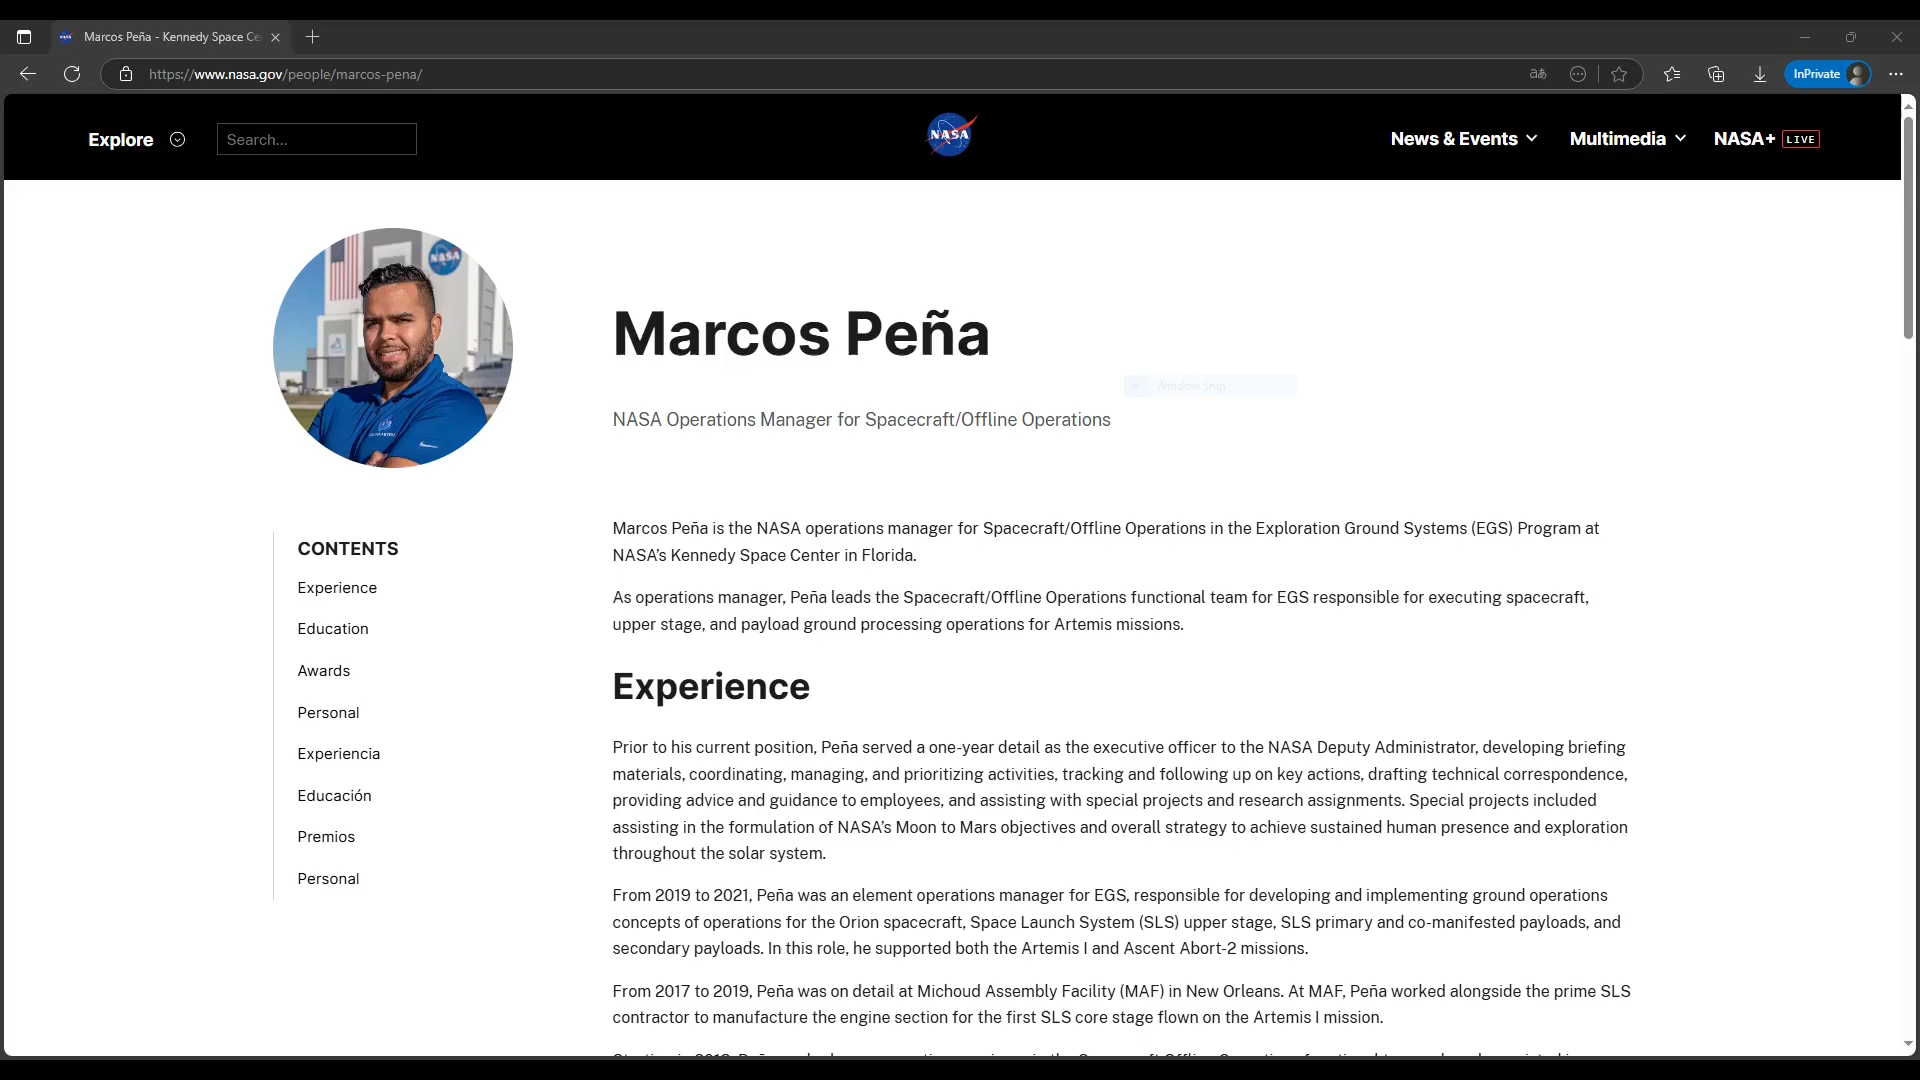 Marcos Peña - Kennedy Space Ce
https://www.nasa.gov/people/marcos-pena/
aあ
InPrivate
Explore
Search...
NASA
News & Events
Multimedia
NASA+ LIVE
NASA
Marcos Peña
Window Snip
NASA Operations Manager for Spacecraft/Offline Operations
CONTENTS
Experience
Education
Awards
Personal
Experiencia
Educación
Premios
Personal
Marcos Peña is the NASA operations manager for Spacecraft/Offline Operations in the Exploration Ground Systems (EGS) Program at
NASA’s Kennedy Space Center in Florida.
As operations manager, Peña leads the Spacecraft/Offline Operations functional team for EGS responsible for executing spacecraft,
upper stage, and payload ground processing operations for Artemis missions.
Experience
Prior to his current position, Peña served a one-year detail as the executive officer to the NASA Deputy Administrator, developing briefing
materials, coordinating, managing, and prioritizing activities, tracking and following up on key actions, drafting technical correspondence,
providing advice and guidance to employees, and assisting with special projects and research assignments. Special projects included
assisting in the formulation of NASA’s Moon to Mars objectives and overall strategy to achieve sustained human presence and exploration
throughout the solar system.
From 2019 to 2021, Peña was an element operations manager for EGS, responsible for developing and implementing ground operations
concepts of operations for the Orion spacecraft, Space Launch System (SLS) upper stage, SLS primary and co-manifested payloads, and
secondary payloads. In this role, he supported both the Artemis I and Ascent Abort-2 missions.
From 2017 to 2019, Peña was on detail at Michoud Assembly Facility (MAF) in New Orleans. At MAF, Peña worked alongside the prime SLS
contractor to manufacture the engine section for the first SLS core stage flown on the Artemis I mission.